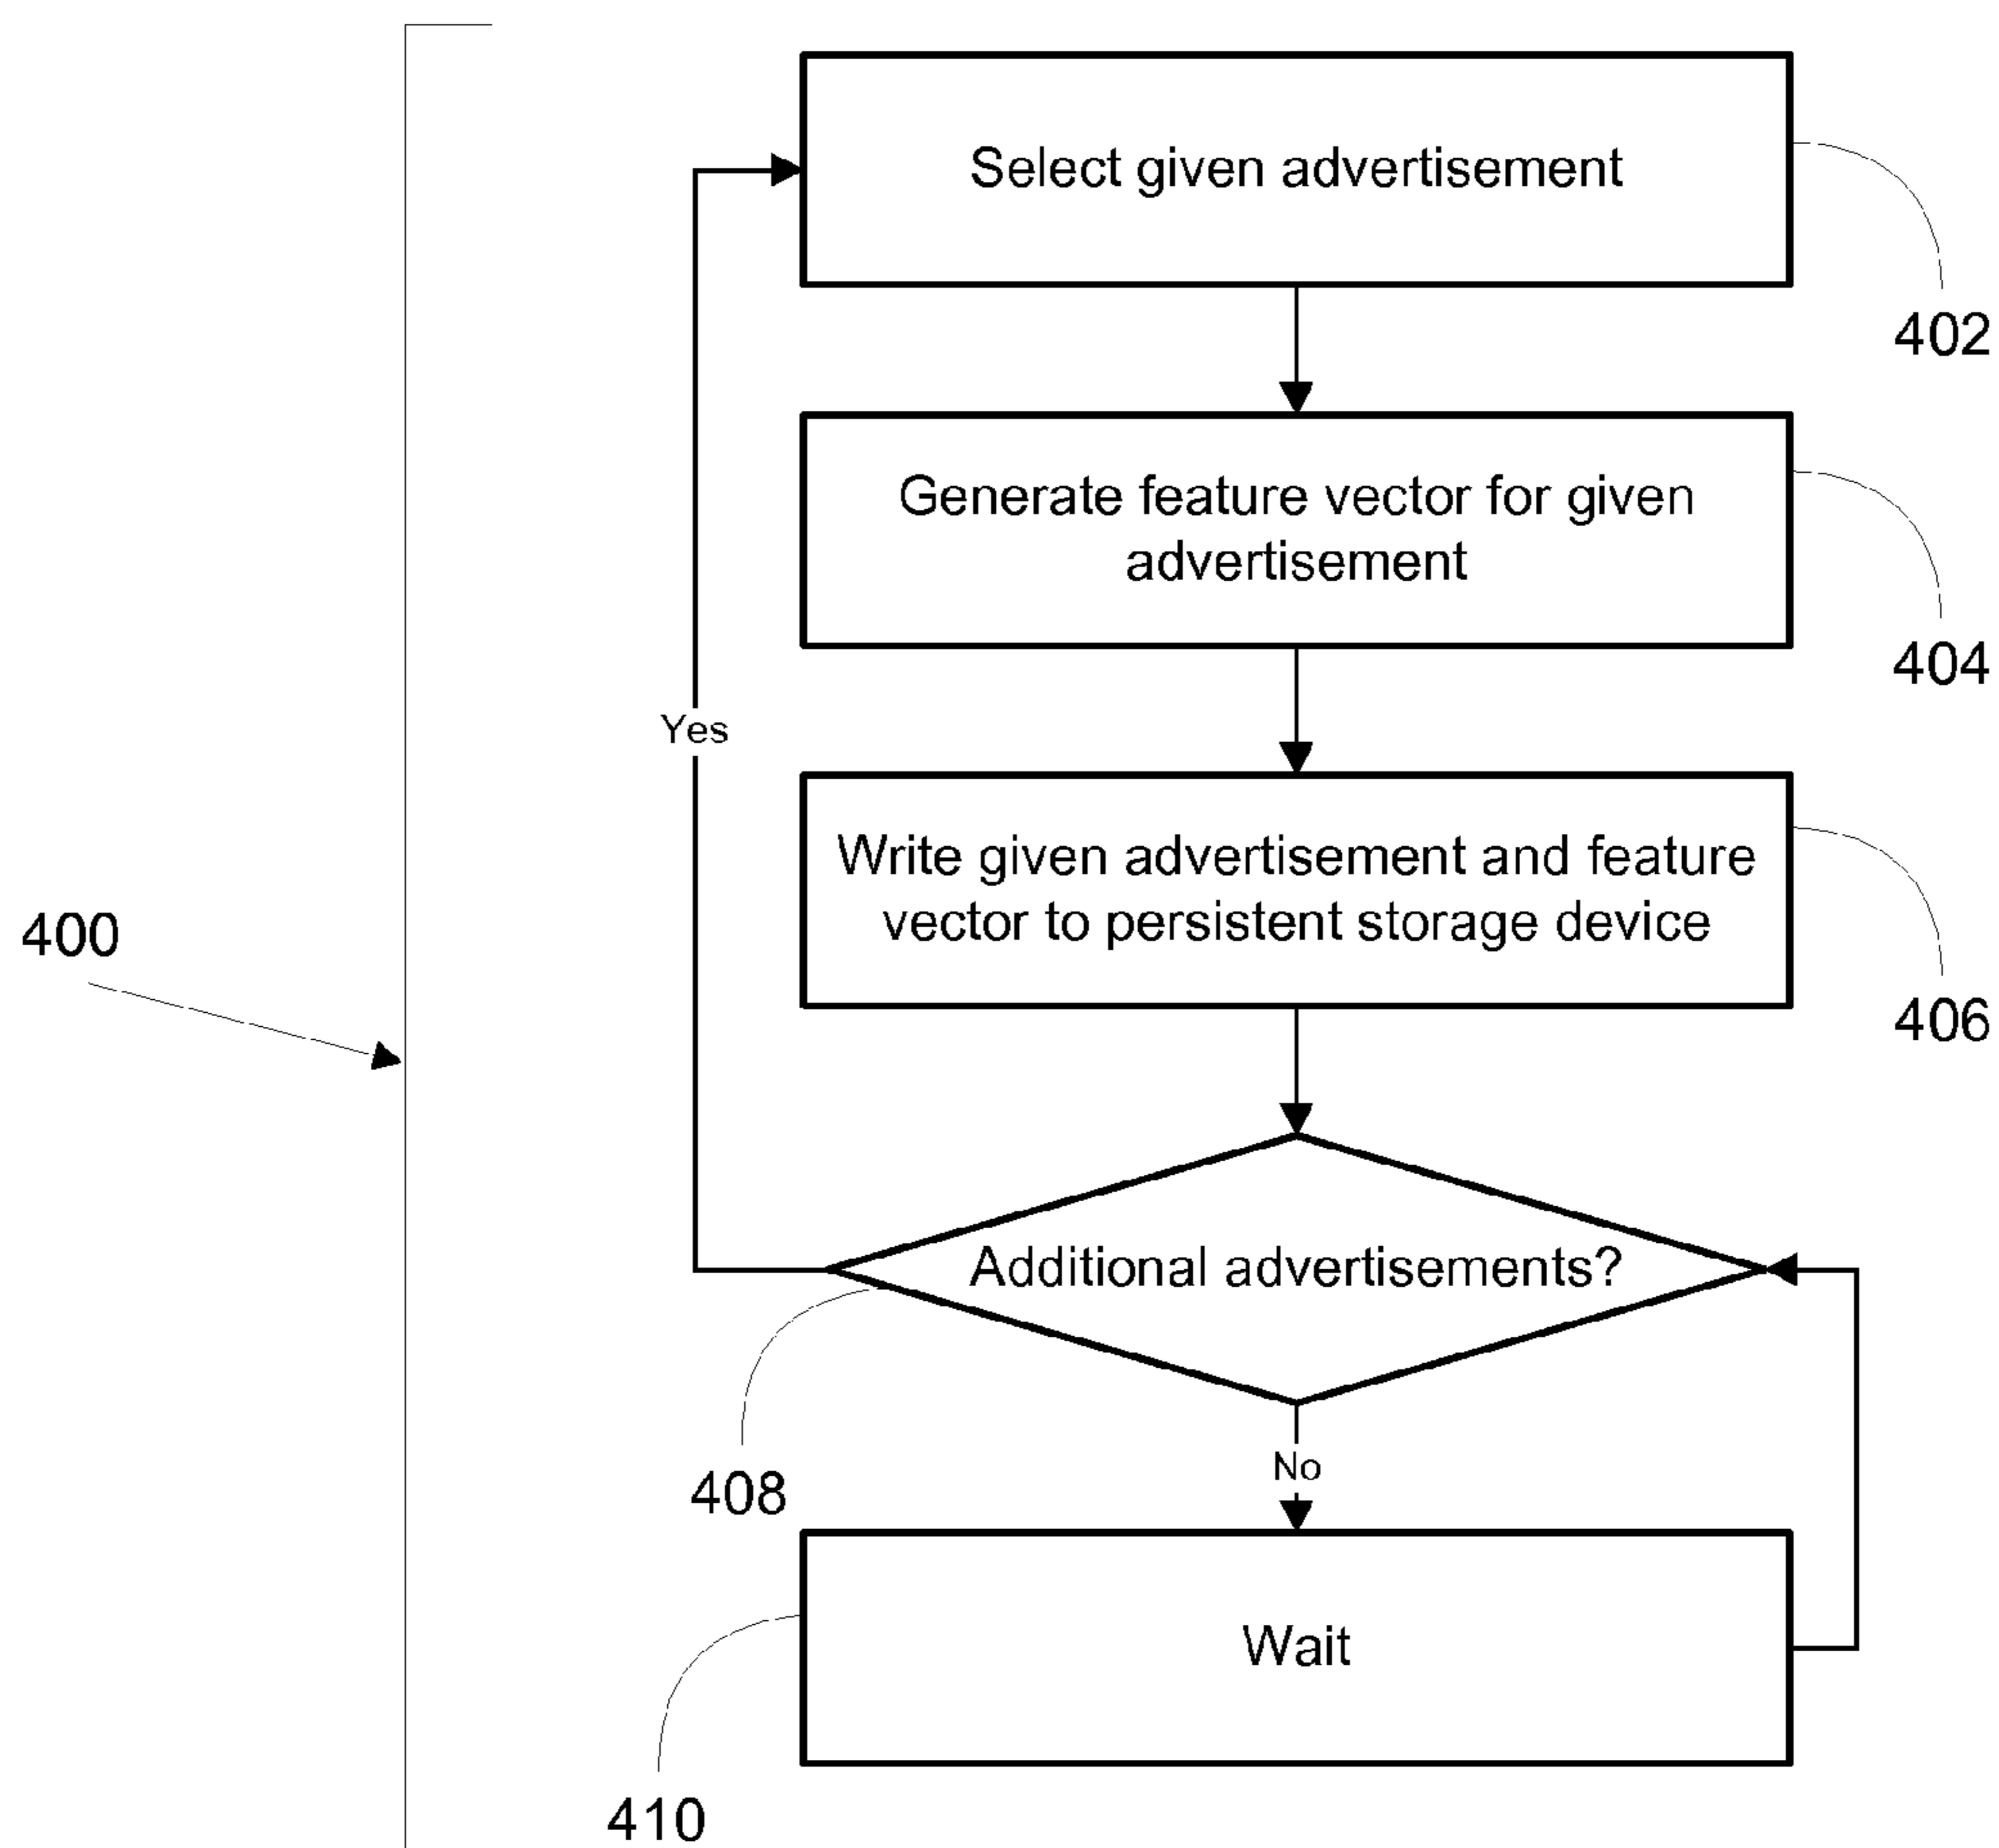 Select given advertisement
402
Generate feature vector for given
advertisement
404
Yes
Write given advertisement and feature
vector to persistent storage device
400
406
Additional advertisements?
No
408
Wait
410